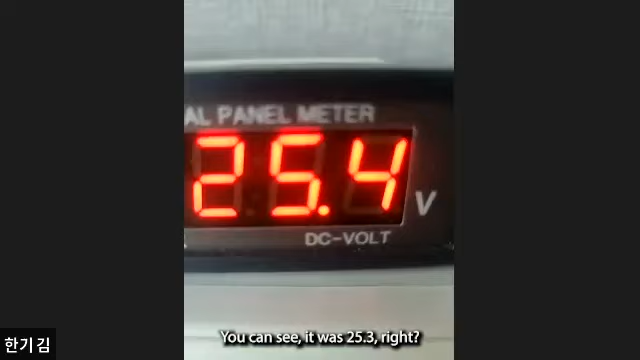 AL PANEL METER
25.4
V
DC-VOLT
You can see, it was 25.3, right?
한기 김